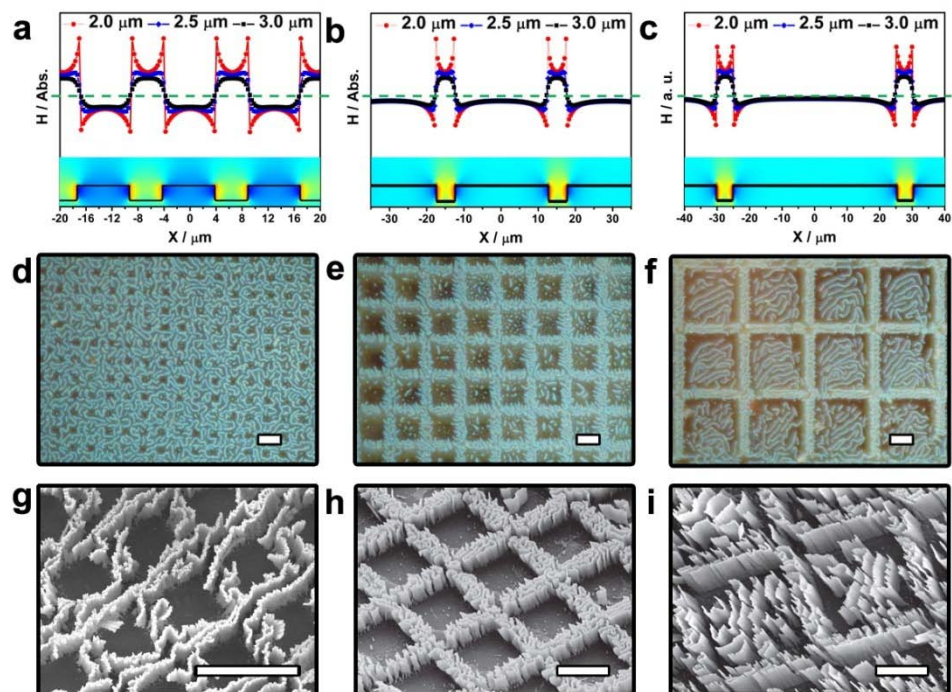 a
2.0 μm 2.5 μm 3.0 μm
H / Abs.
-20 -16 -12 -8 -4 0 4 8 12 16 20
X / μm
b
2.0 μm 2.5 μm 3.0 μm
H / Abs.
-30 -20 -10 0 10 20 30
X / μm
c
2.0 μm 2.5 μm 3.0 μm
H / a. u.
-40 -30 -20 -10 0 10 20 30 40
X / μm
d
e
f
g
h
i